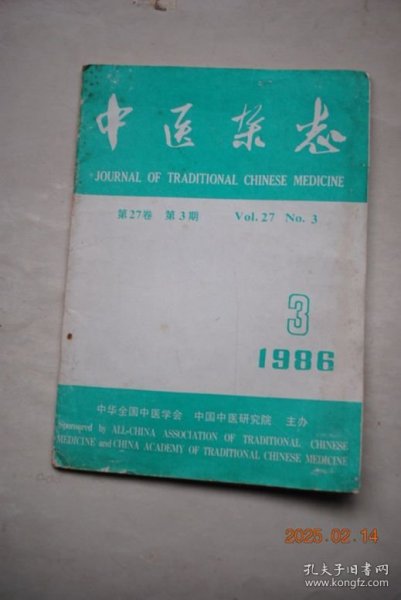 中医杂志
JOURNAL OF TRADITIONAL CHINESE MEDICINE
第27卷 第3期 Vol.27 No.3
3
1986
中华全国中医学会 中国中医研究院 主办
Sponsored by ALL-CHINA ASSOCIATION OF TRADITIONAL CHINESE
MEDICINE and CHINA ACADEMY OF TRADITIONAL CHINESE MEDICINE
2025.02.14
孔夫子旧书网
www.kongfz.com